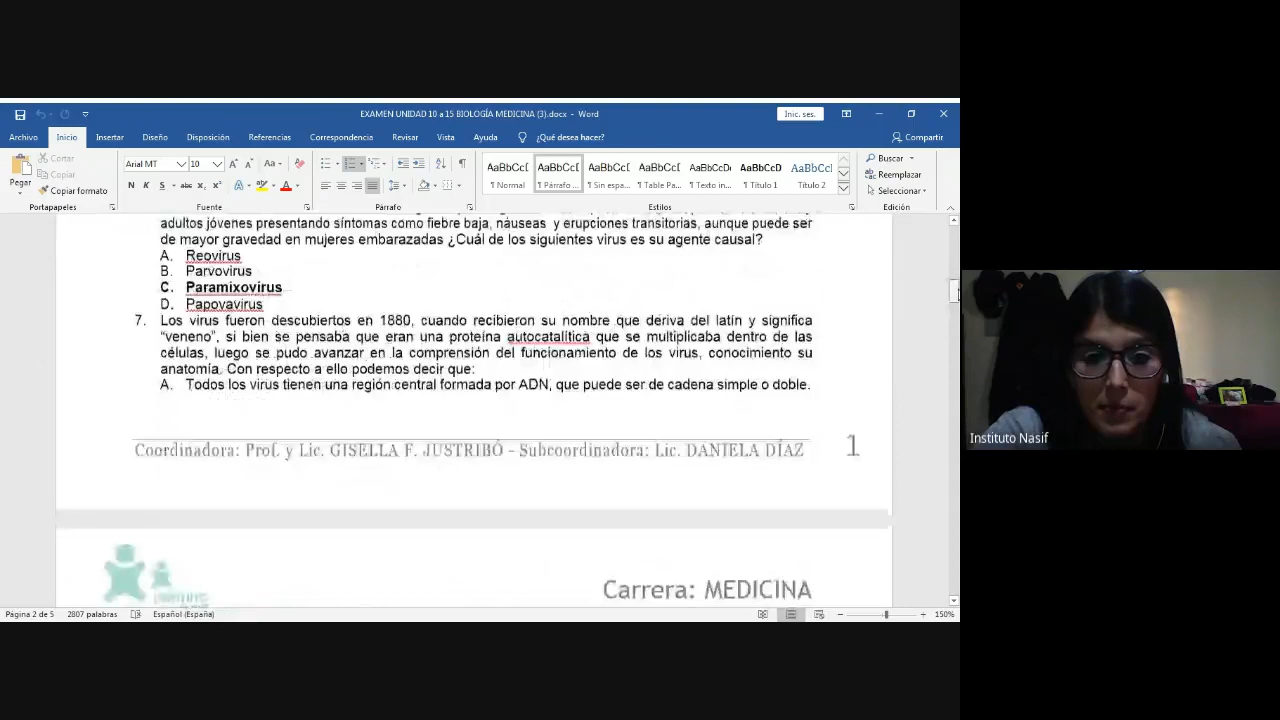 EXAMEN UNIDAD 10 a 15 BIOLOGÍA MEDICINA (3).docx - Word
Inic. ses.
Archivo Inicio Insertar Diseño Disposición Referencias Correspondencia Revisar Vista Ayuda ¿Qué desea hacer? Compartir
Pegar
Cortar
Copiar
Copiar formato
Arial MT 10
N K S abc x₂ x²
AaBbCcI AaBbCcI AaBbCcI AaBbCcI AaBbCcD AaBbCcD AaBbCcI
¶ Normal ¶ Párrafo ... ¶ Sin espa... ¶ Table Pa... ¶ Texto in... ¶ Título 1 Título 2
Buscar
Reemplazar
Seleccionar
Portapapeles Fuente Párrafo Estilos Edición
adultos jóvenes presentando síntomas como fiebre baja, náuseas y erupciones transitorias, aunque puede ser
de mayor gravedad en mujeres embarazadas ¿Cuál de los siguientes virus es su agente causal?
A. Reovirus
B. Parvovirus
C. Paramixovirus
D. Papovavirus
7. Los virus fueron descubiertos en 1880, cuando recibieron su nombre que deriva del latín y significa
“veneno”, si bien se pensaba que eran una proteína autocatalítica que se multiplicaba dentro de las
células, luego se pudo avanzar en la comprensión del funcionamiento de los virus, conocimiento su
anatomía. Con respecto a ello podemos decir que:
A. Todos los virus tienen una región central formada por ADN, que puede ser de cadena simple o doble.
Coordinadora: Prof. y Lic. GISELLA F. JUSTRIBÓ - Subcoordinadora: Lic. DANIELA DÍAZ 1
Carrera: MEDICINA
Página 2 de 5 2807 palabras Español (España) 150%
Instituto Nasif